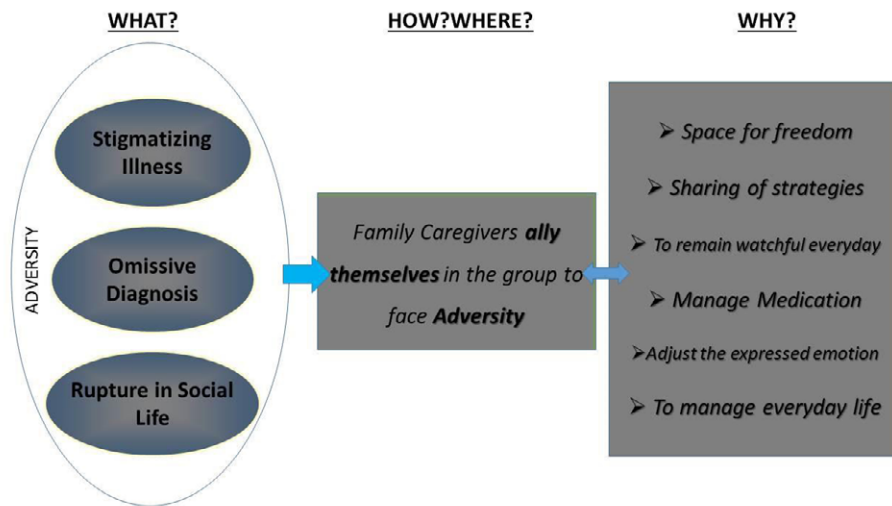 WHAT?
HOW?WHERE?
WHY?
ADVERSITY
Stigmatizing
Illness
Omissive
Diagnosis
Rupture in Social
Life
Family Caregivers ally
themselves in the group to
face Adversity
➢ Space for freedom
➢ Sharing of strategies
➢ To remain watchful everyday
➢ Manage Medication
➢Adjust the expressed emotion
➢ To manage everyday life